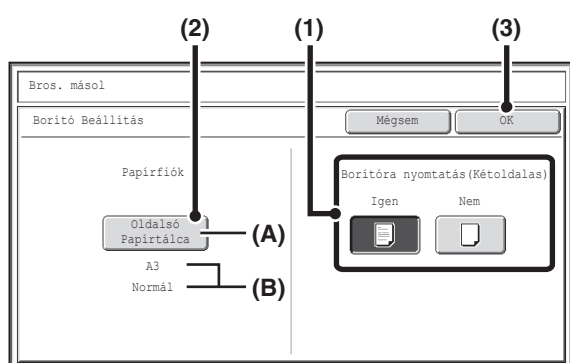 (2) (1) (3)
Bros. másol
Borító Beállítás Mégsem OK
Papírfiók
Borítóra nyomtatás(Kétoldalas)
Igen Nem
Oldalsó
Papírtálca
(A)
A3
Normál
(B)